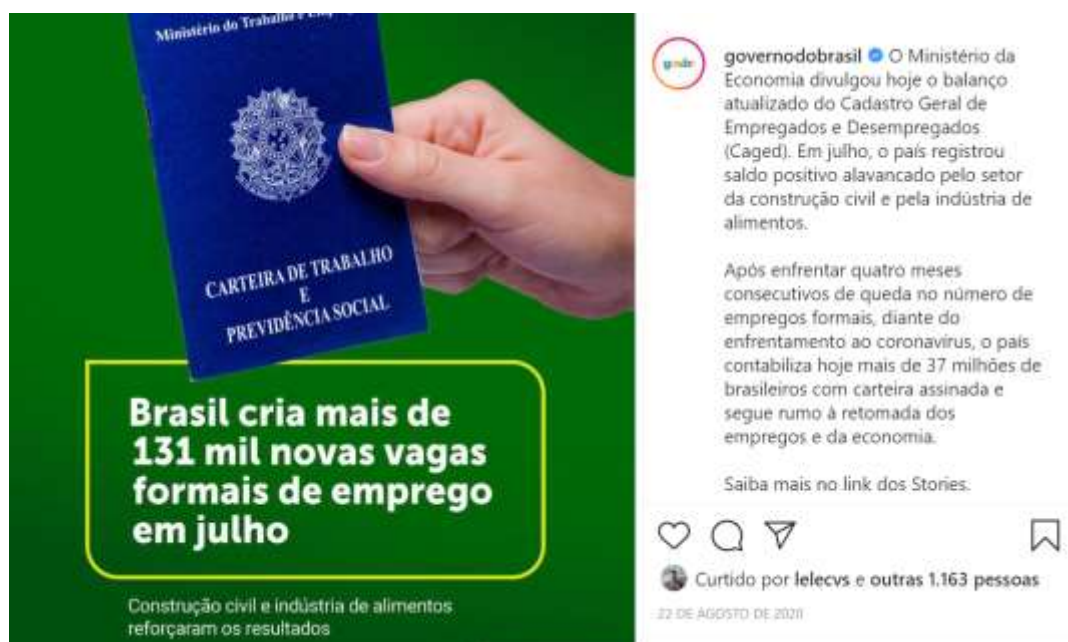 Ministério do Trabalho e
CARTEIRA DE TRABALHO
E
PREVIDÊNCIA SOCIAL
Brasil cria mais de
131 mil novas vagas
formais de emprego
em julho
Construção civil e indústria de alimentos
reforçaram os resultados
governodobrasil O Ministério da
Economia divulgou hoje o balanço
atualizado do Cadastro Geral de
Empregados e Desempregados
(Caged). Em julho, o país registrou
saldo positivo alavancado pelo setor
da construção civil e pela indústria de
alimentos.
Após enfrentar quatro meses
consecutivos de queda no número de
empregos formais, diante do
enfrentamento ao coronavírus, o país
contabiliza hoje mais de 37 milhões de
brasileiros com carteira assinada e
segue rumo à retomada dos
empregos e da economia.
Saiba mais no link dos Stories.
Curtido por lelecvs e outras 1.163 pessoas
22 DE AGOSTO DE 2020